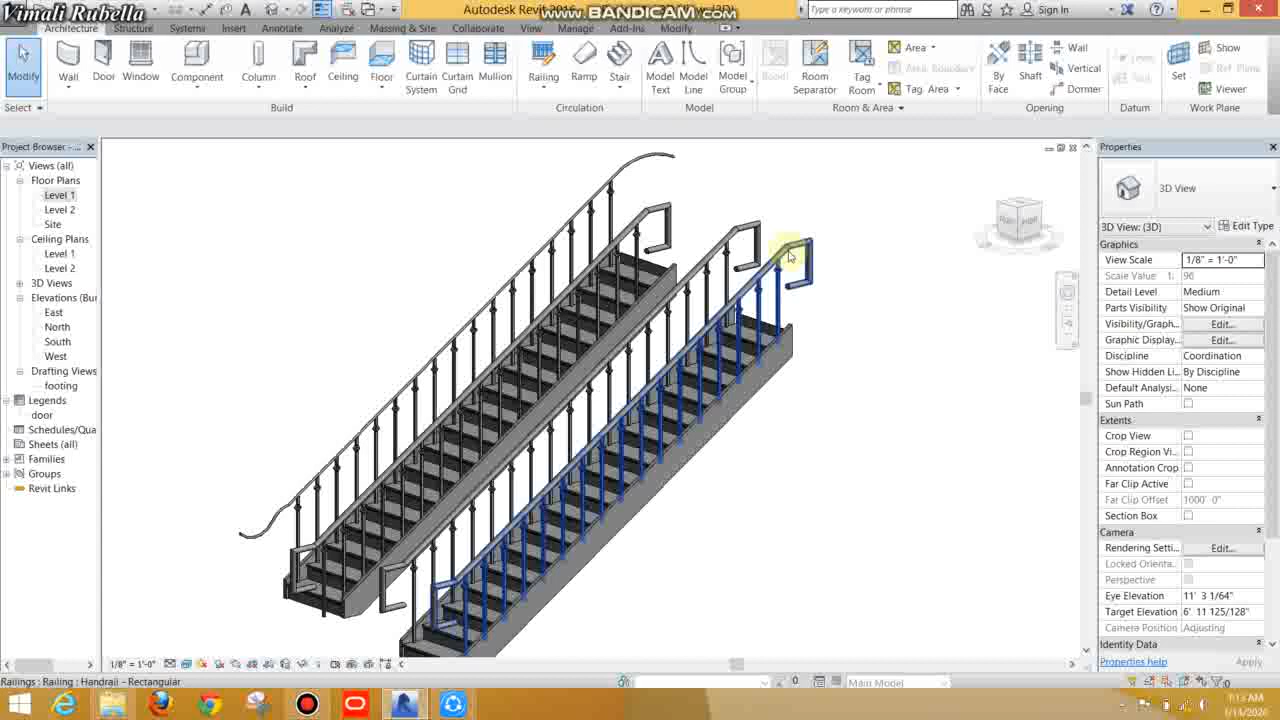 Vimali Rubella
Autodesk Revit 2016
www.BANDICAM.com
Type a keyword or phrase
Sign In
Architecture Structure Systems Insert Annotate Analyze Massing & Site Collaborate View Manage Add-Ins Modify
Modify Wall Door Window Component Column Roof Ceiling Floor Curtain System Curtain Grid Mullion Railing Ramp Stair Model Text Model Line Model Group Room Room Separator Tag Room
Area
Area Boundary
Tag Area
By Face Shaft
Wall
Vertical
Dormer
Set
Show
Ref Plane
Viewer
Select Build Circulation Model Room & Area Opening Datum Work Plane
Project Browser - ...
Views (all)
Floor Plans
Level 1
Level 2
Site
Ceiling Plans
Level 1
Level 2
3D Views
Elevations (Bu
East
North
South
West
Drafting Views
footing
Legends
door
Schedules/Qua
Sheets (all)
Families
Groups
Revit Links
Properties
3D View
3D View: (3D) Edit Type
Graphics
View Scale 1/8" = 1'-0"
Scale Value 1: 96
Detail Level Medium
Parts Visibility Show Original
Visibility/Graph... Edit...
Graphic Display... Edit...
Discipline Coordination
Show Hidden Li... By Discipline
Default Analysi... None
Sun Path
Extents
Crop View
Crop Region Vi...
Annotation Crop
Far Clip Active
Far Clip Offset 1000' 0"
Section Box
Camera
Rendering Setti... Edit...
Locked Orienta...
Perspective
Eye Elevation 11' 3 1/64"
Target Elevation 6' 11 125/128"
Camera Position Adjusting
Identity Data
Properties help Apply
1/8" = 1'-0"
Railings : Railing : Handrail - Rectangular
0
Main Model
:0
1/14/2020